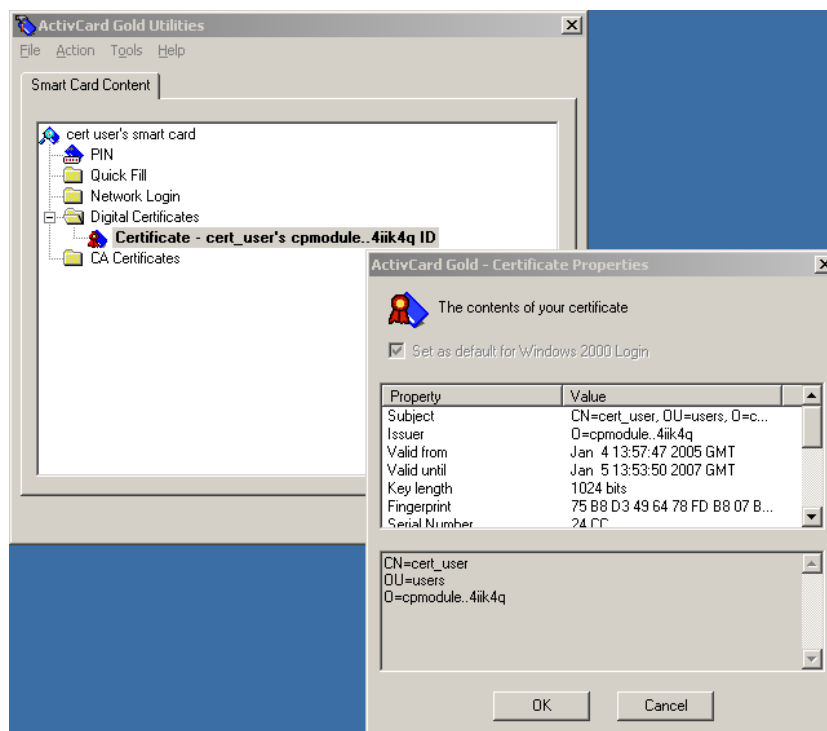 ActivCard Gold Utilities
File Action Tools Help
Smart Card Content
cert user's smart card
PIN
Quick Fill
Network Login
Digital Certificates
Certificate - cert_user's cpmodule..4iik4q ID
CA Certificates
ActivCard Gold - Certificate Properties
The contents of your certificate
Set as default for Windows 2000 Login
Property Value
Subject CN=cert_user, OU=users, O=c...
Issuer O=cpmodule..4iik4q
Valid from Jan 4 13:57:47 2005 GMT
Valid until Jan 5 13:53:50 2007 GMT
Key length 1024 bits
Fingerprint 75 B8 D3 49 64 78 FD B8 07 B...
Serial Number 24 CC
CN=cert_user
OU=users
O=cpmodule..4iik4q
OK Cancel